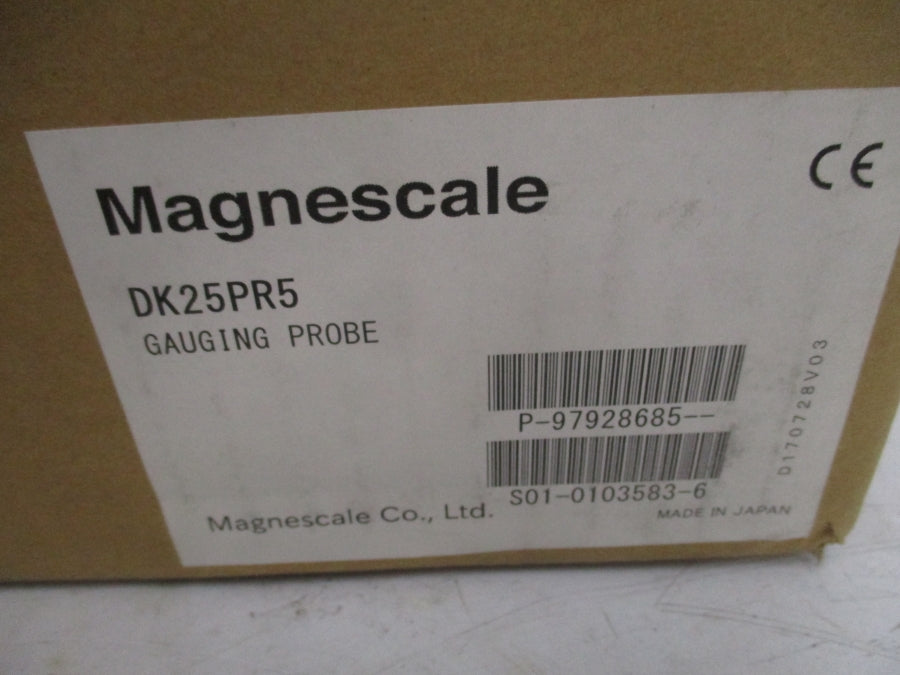 Magnescale
CE
DK25PR5
GAUGING PROBE
P-97928685--
S01-0103583-6
D170728V03
Magnescale Co., Ltd.
MADE IN JAPAN